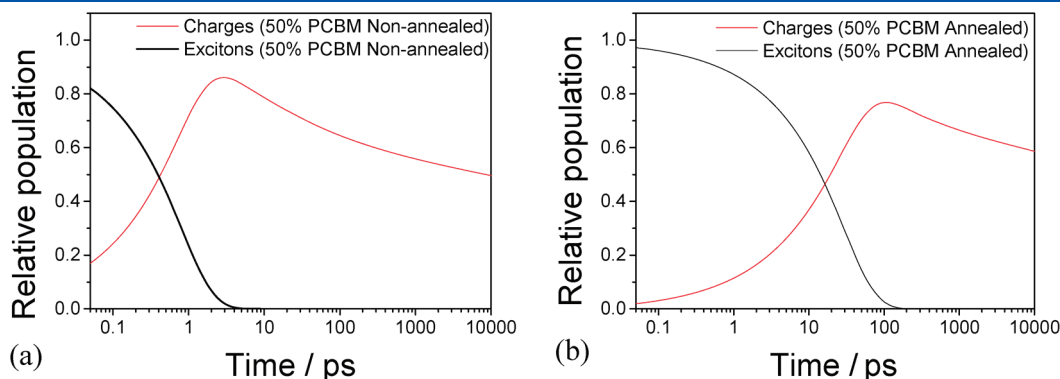 Charges (50% PCBM Non-annealed)
Excitons (50% PCBM Non-annealed)
1.0
0.8
0.6
0.4
0.2
0.0
Relative population
0.1 1 10 100 1000 10000
Time / ps
(a)
Charges (50% PCBM Annealed)
Excitons (50% PCBM Annealed)
1.0
0.8
0.6
0.4
0.2
0.0
Relative population
0.1 1 10 100 1000 10000
Time / ps
(b)